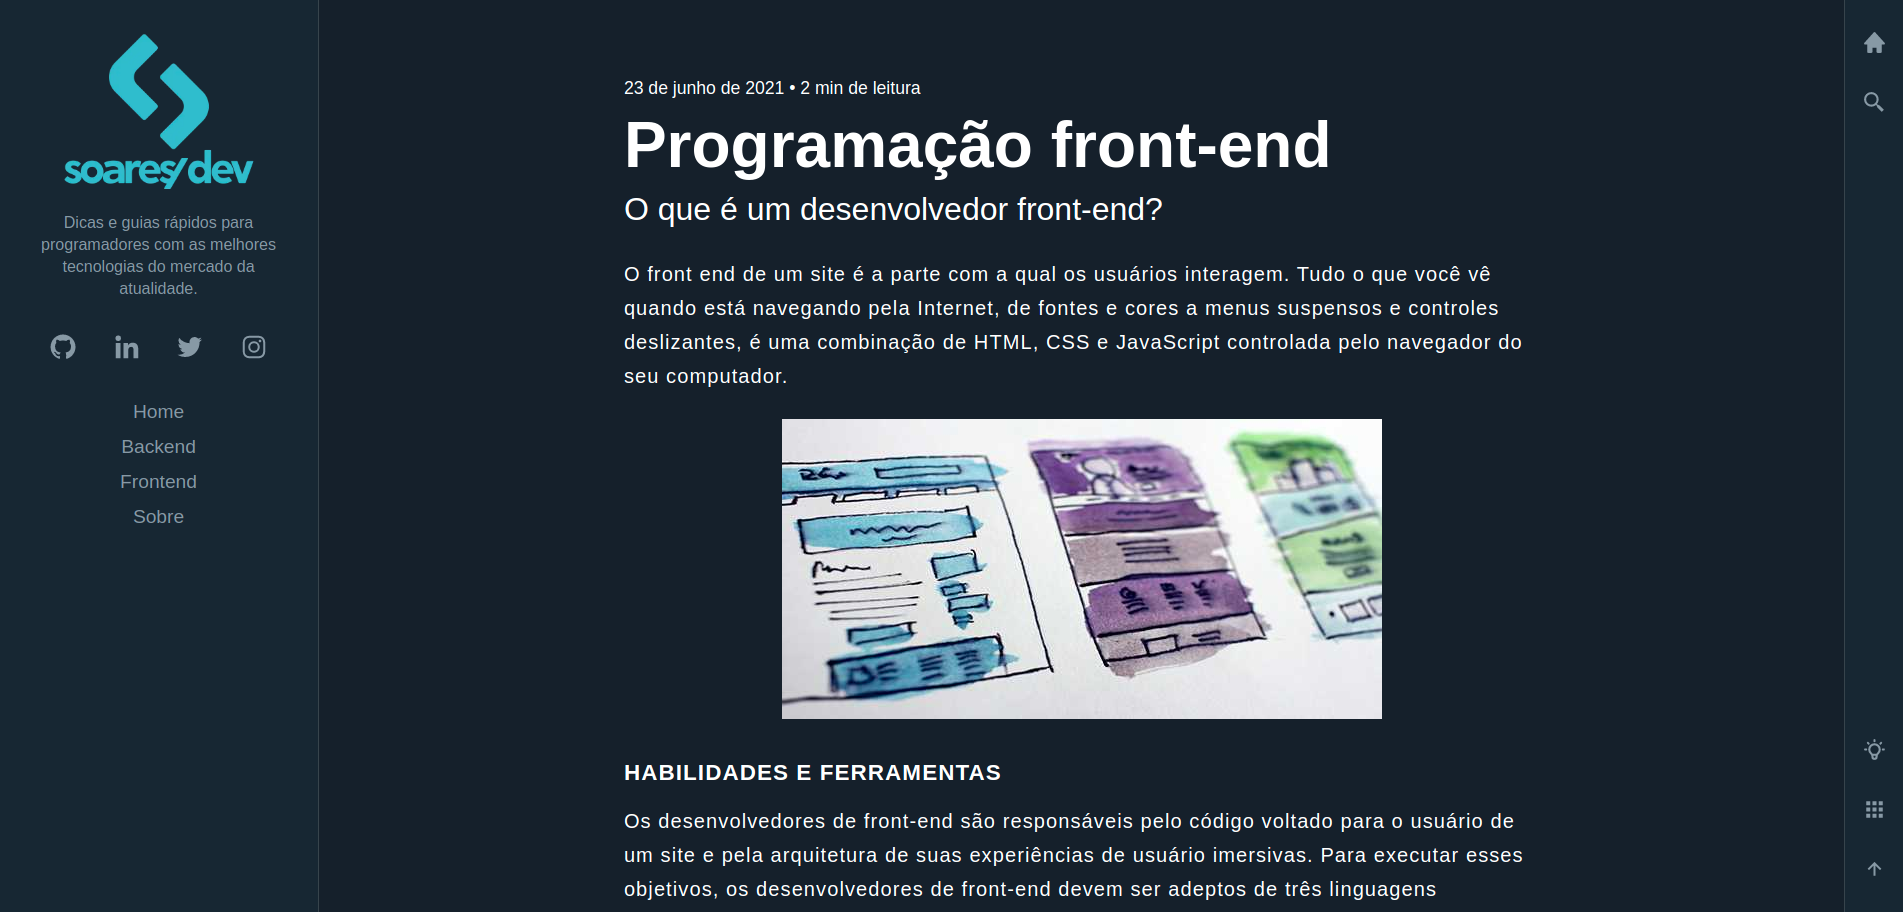 soares/dev
Dicas e guias rápidos para
programadores com as melhores
tecnologias do mercado da
atualidade.
Home
Backend
Frontend
Sobre
23 de junho de 2021 • 2 min de leitura
Programação front-end
O que é um desenvolvedor front-end?
O front end de um site é a parte com a qual os usuários interagem. Tudo o que você vê
quando está navegando pela Internet, de fontes e cores a menus suspensos e controles
deslizantes, é uma combinação de HTML, CSS e JavaScript controlada pelo navegador do
seu computador.
HABILIDADES E FERRAMENTAS
Os desenvolvedores de front-end são responsáveis pelo código voltado para o usuário de
um site e pela arquitetura de suas experiências de usuário imersivas. Para executar esses
objetivos, os desenvolvedores de front-end devem ser adeptos de três linguagens